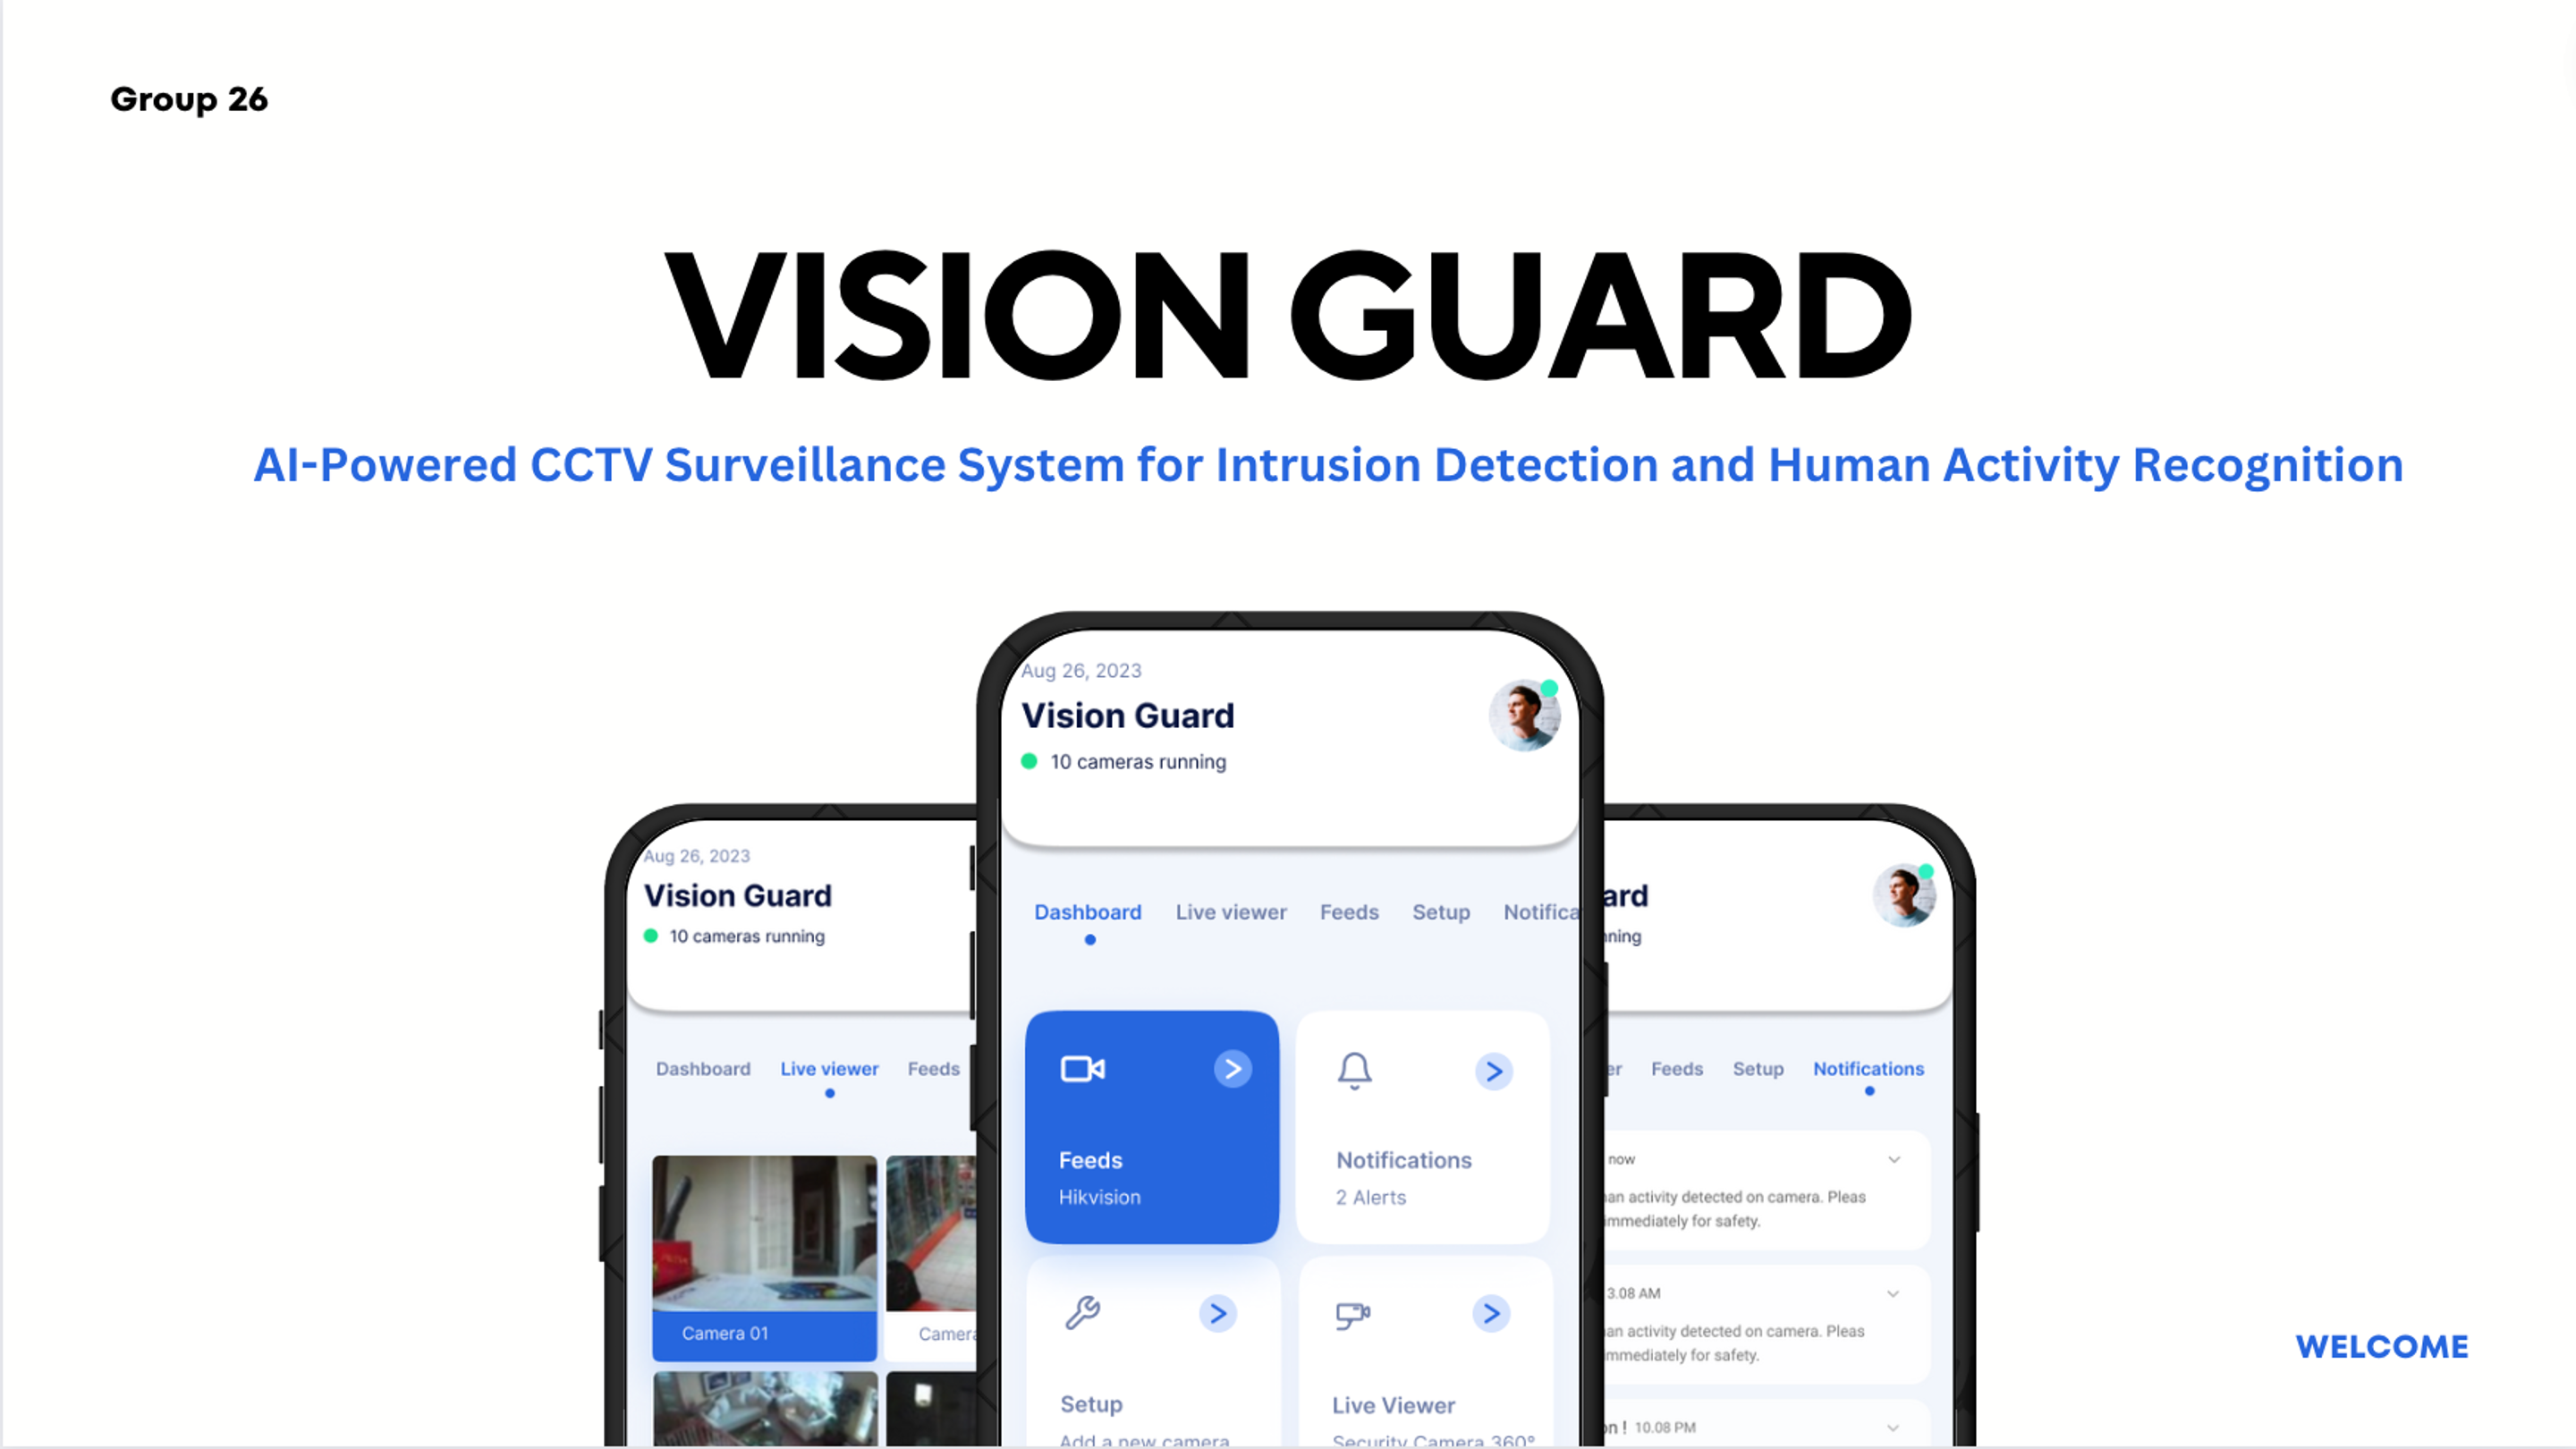 Group 26
VISION GUARD
AI-Powered CCTV Surveillance System for Intrusion Detection and Human Activity Recognition
Aug 26, 2023
Vision Guard
10 cameras running
Dashboard Live viewer Feeds
Camera 01
Camera
Aug 26, 2023
Vision Guard
10 cameras running
Dashboard Live viewer Feeds Setup Notifica
Feeds
Hikvision
Notifications
2 Alerts
Setup
Add a new camera
Live Viewer
Security Camera 360°
ard
nning
er Feeds Setup Notifications
now
an activity detected on camera. Pleas
immediately for safety.
3.08 AM
an activity detected on camera. Pleas
mmediately for safety.
on ! 10.08 PM
WELCOME